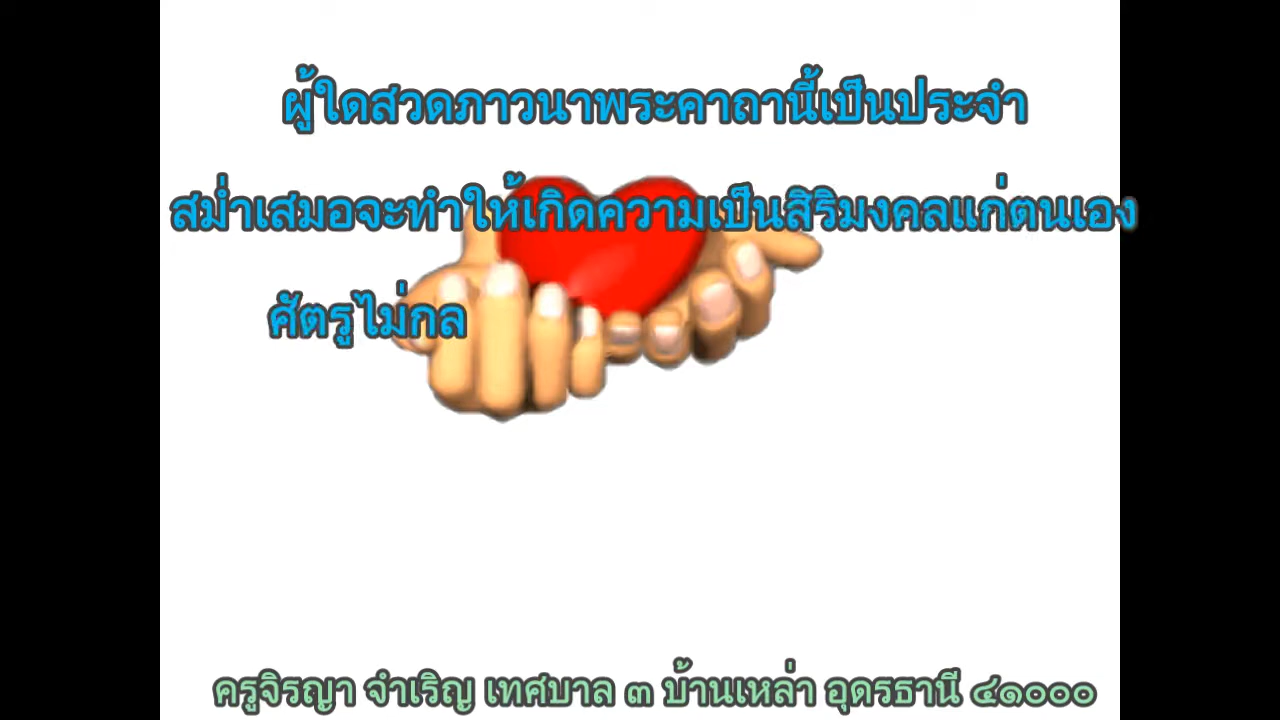 ผู้ใดสวดภาวนาพระคาถานี้เป็นประจำ
สม่ำเสมอจะทำให้เกิดความเป็นสิริมงคลแก่ตนเอง
ศัตรูไม่กล
ครูจิรญา จำเริญ เทศบาล ๓ บ้านเหล่า อุดรธานี ๔๑๐๐๐